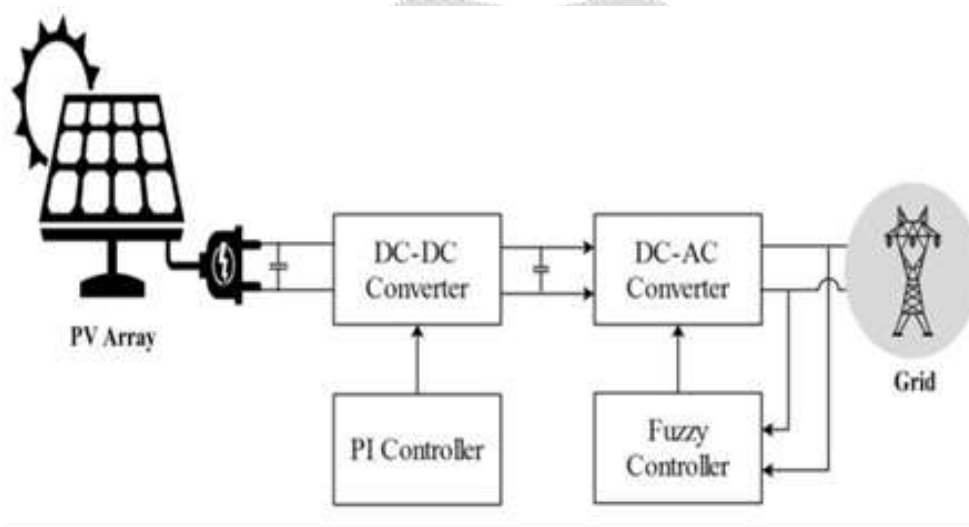 PV Array
DC-DC
Converter
DC-AC
Converter
PI Controller
Fuzzy
Controller
Grid